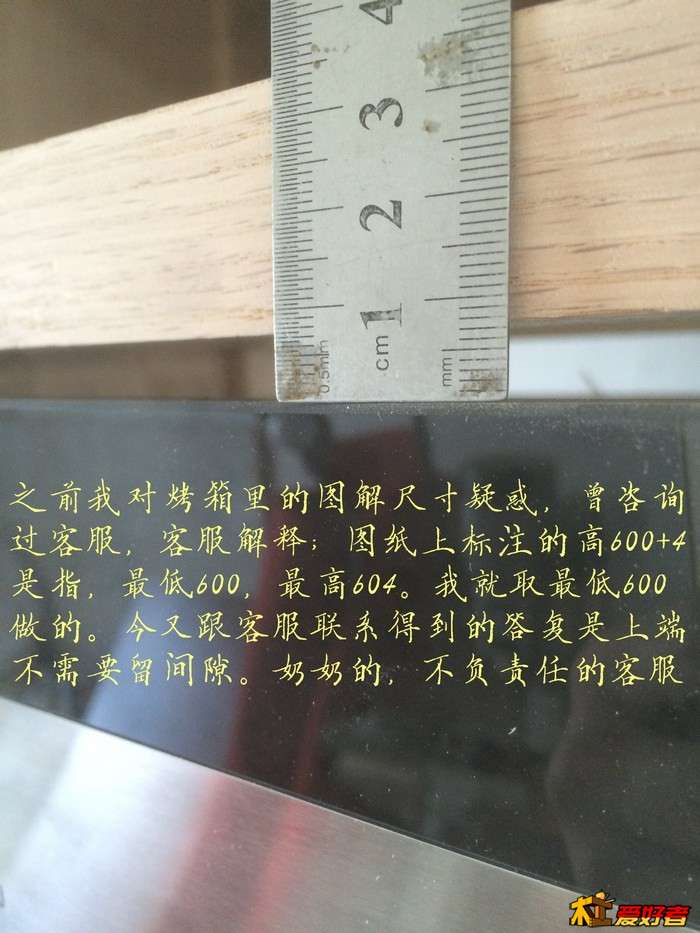 4
3
2
1
cm
0.5mm
mm
之前我对烤箱里的图解尺寸疑惑，曾咨询
过客服，客服解释；图纸上标注的高600+4
是指，最低600，最高604。我就取最低600
做的。今又跟客服联系得到的答复是上端
不需要留间隙。奶奶的，不负责任的客服
木工爱好者